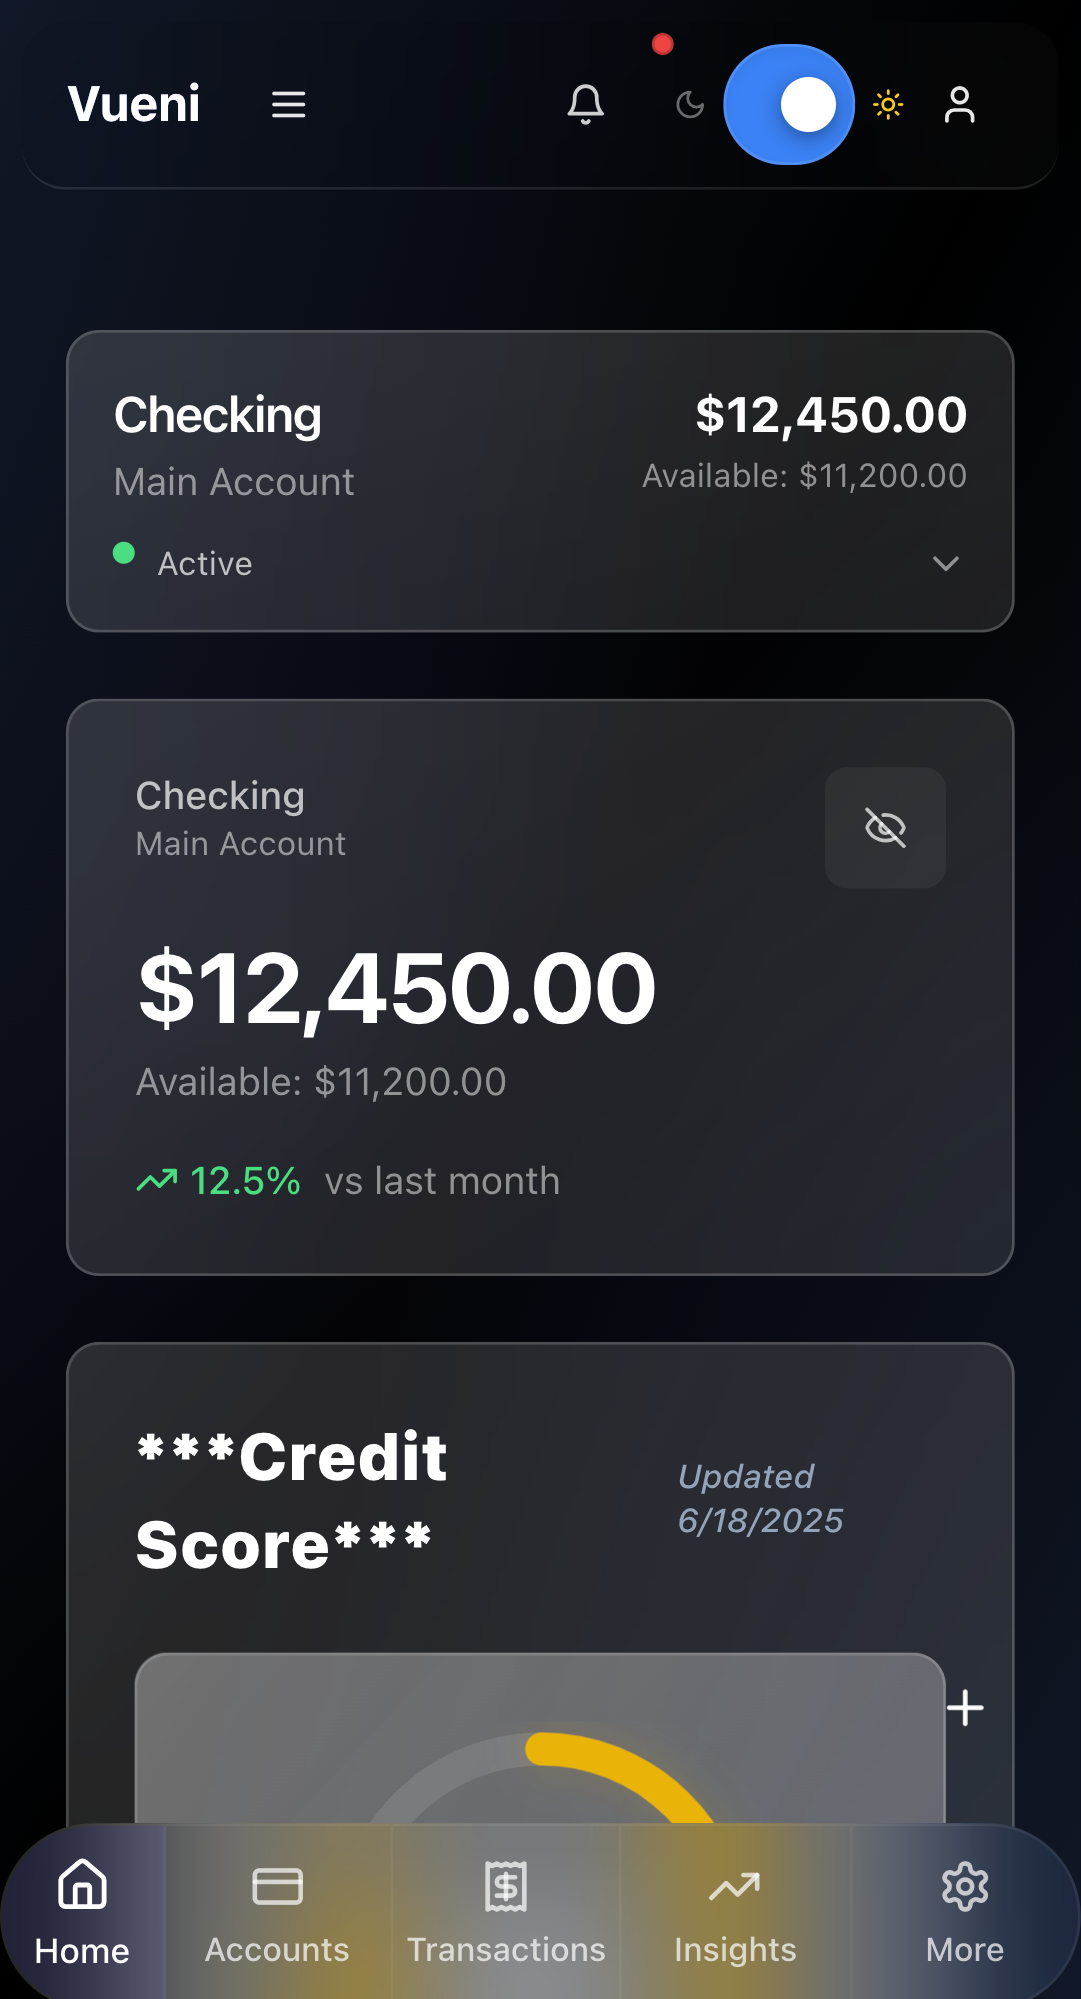 Vueni
Checking
$12,450.00
Main Account
Available: $11,200.00
Active
Checking
Main Account
$12,450.00
Available: $11,200.00
12.5% vs last month
***Credit
Score***
Updated
6/18/2025
Home
Accounts
Transactions
Insights
More